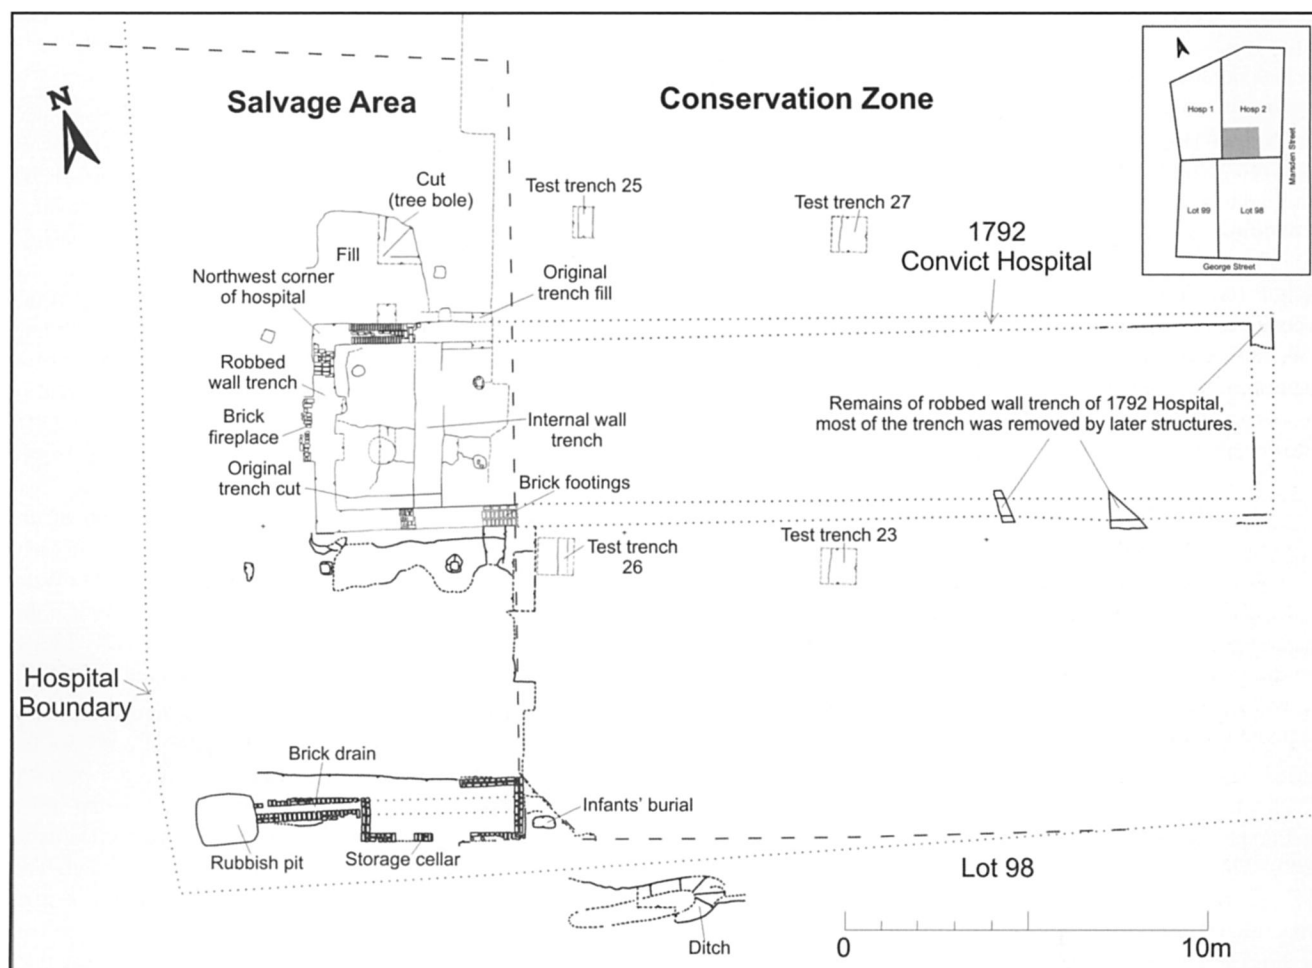 N
Salvage Area
Conservation Zone
Hosp 1
Hosp 2
Marsden Street
Lot 99
Lot 98
George Street
Cut
(tree bole)
Test trench 25
Test trench 27
1792
Convict Hospital
Fill
Northwest corner
of hospital
Original
trench fill
Robbed
wall trench
Brick
fireplace
Internal wall
trench
Remains of robbed wall trench of 1792 Hospital,
most of the trench was removed by later structures.
Original
trench cut
Brick footings
Test trench
26
Test trench 23
Hospital
Boundary
Brick drain
Infants' burial
Rubbish pit
Storage cellar
Lot 98
Ditch
0
10m